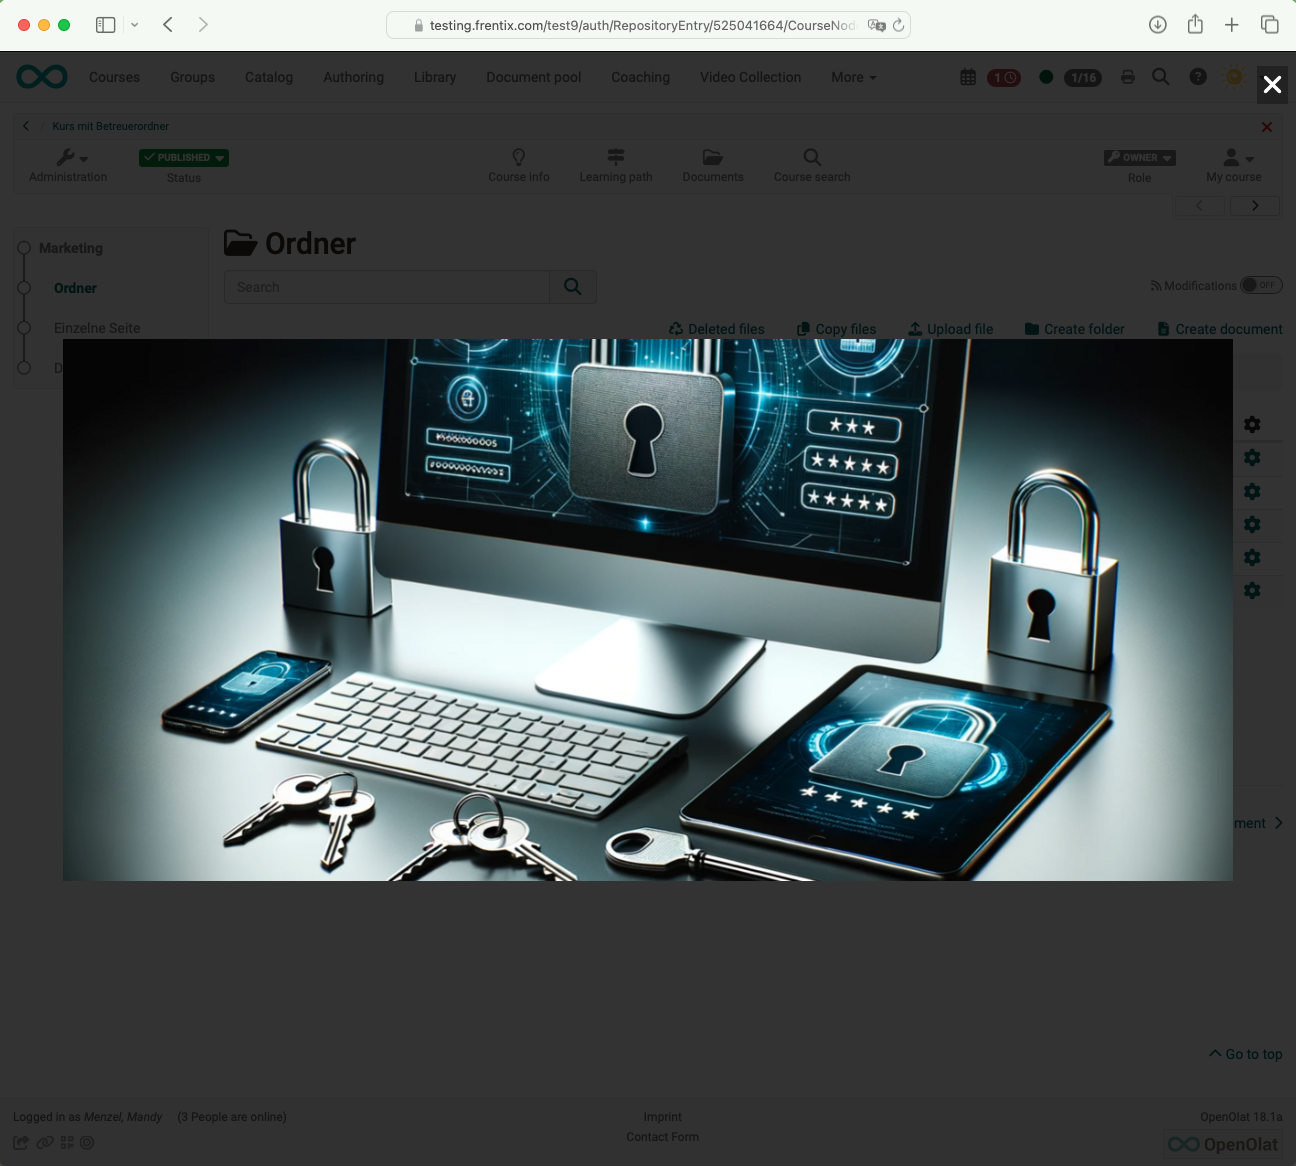 testing.frentix.com/test9/auth/RepositoryEntry/525041664/CourseNod
Courses Groups Catalog Authoring Library Document pool Coaching Video Collection More 1 1/16
Kurs mit Betreuerordner
PUBLISHED OWNER
Administration Status Course info Learning path Documents Course search Role My course
Marketing
Ordner
Ordner
Einzelne Seite
D
Search
Modifications OFF
Deleted files Copy files Upload file Create folder Create document
★★★
★★★★★
★★★★★
★★★★★
ment
Go to top
Logged in as Menzel, Mandy (3 People are online)
Imprint
Contact Form
OpenOlat 18.1a
OpenOlat